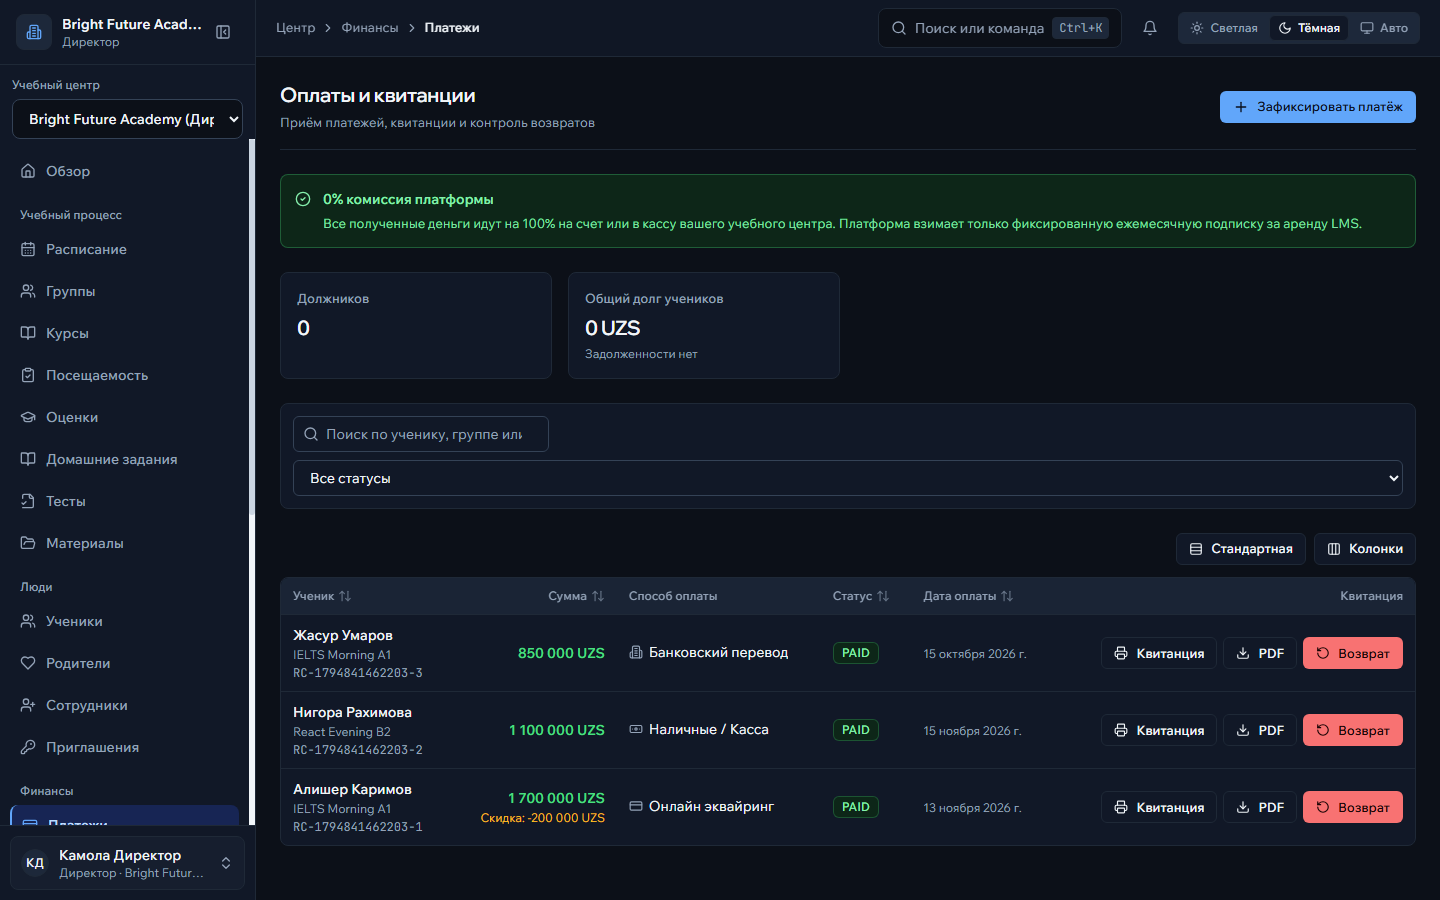 Bright Future Acad...
Директор
Учебный центр
Bright Future Academy (Дир
Обзор
Учебный процесс
Расписание
Группы
Курсы
Посещаемость
Оценки
Домашние задания
Тесты
Материалы
Люди
Ученики
Родители
Сотрудники
Приглашения
Финансы
Платежи
КД
Камола Директор
Директор · Bright Futur...
Центр > Финансы > Платежи
Поиск или команда Ctrl+K
Светлая Тёмная Авто
Оплаты и квитанции
Приём платежей, квитанции и контроль возвратов
Зафиксировать платёж
0% комиссия платформы
Все полученные деньги идут на 100% на счет или в кассу вашего учебного центра. Платформа взимает только фиксированную ежемесячную подписку за аренду LMS.
Должников
0
Общий долг учеников
0 UZS
Задолженности нет
Поиск по ученику, группе или
Все статусы
Стандартная Колонки
Ученик Сумма Способ оплаты Статус Дата оплаты Квитанция
Жасур Умаров
IELTS Morning A1
RC-1794841462203-3
850 000 UZS Банковский перевод PAID 15 октября 2026 г. Квитанция PDF Возврат
Нигора Рахимова
React Evening B2
RC-1794841462203-2
1 100 000 UZS Наличные / Касса PAID 15 ноября 2026 г. Квитанция PDF Возврат
Алишер Каримов
IELTS Morning A1
RC-1794841462203-1
1 700 000 UZS
Скидка: -200 000 UZS
Онлайн эквайринг PAID 13 ноября 2026 г. Квитанция PDF Возврат